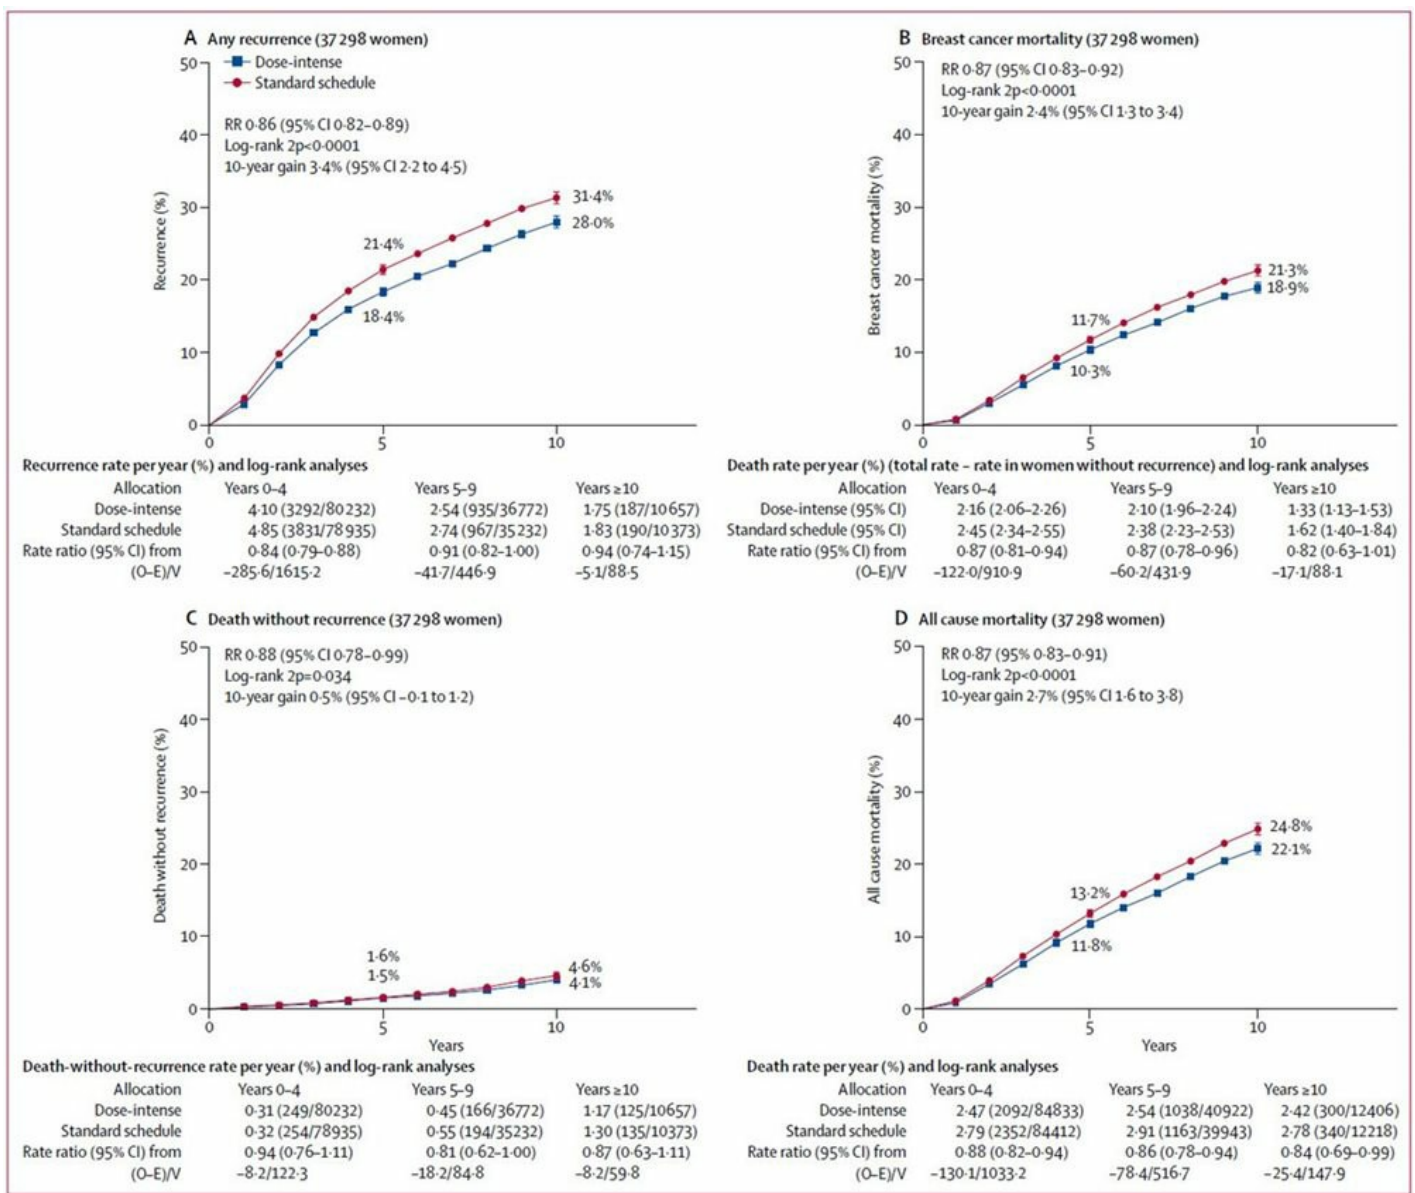 A Any recurrence (37 298 women)
Dose-intense
Standard schedule
RR 0·86 (95% CI 0·82–0·89)
Log-rank 2p<0·0001
10-year gain 3·4% (95% CI 2·2 to 4·5)
Recurrence (%)
50
40
30
20
10
0
31·4%
28·0%
21·4%
18·4%
0
5
10
Recurrence rate per year (%) and log-rank analyses
Allocation Years 0–4 Years 5–9 Years ≥10
Dose-intense 4·10 (3292/80 232) 2·54 (935/36772) 1·75 (187/10 657)
Standard schedule 4·85 (3831/78 935) 2·74 (967/35 232) 1·83 (190/10 373)
Rate ratio (95% CI) from 0·84 (0·79–0·88) 0·91 (0·82–1·00) 0·94 (0·74–1·15)
(O–E)/V –285·6/1615·2 –41·7/446·9 –5·1/88·5
B Breast cancer mortality (37 298 women)
RR 0·87 (95% CI 0·83–0·92)
Log-rank 2p<0·0001
10-year gain 2·4% (95% CI 1·3 to 3·4)
Breast cancer mortality (%)
50
40
30
20
10
0
21·3%
18·9%
11·7%
10·3%
0
5
10
Death rate per year (%) (total rate – rate in women without recurrence) and log-rank analyses
Allocation Years 0–4 Years 5–9 Years ≥10
Dose-intense (95% CI) 2·16 (2·06–2·26) 2·10 (1·96–2·24) 1·33 (1·13–1·53)
Standard schedule (95% CI) 2·45 (2·34–2·55) 2·38 (2·23–2·53) 1·62 (1·40–1·84)
Rate ratio (95% CI) from 0·87 (0·81–0·94) 0·87 (0·78–0·96) 0·82 (0·63–1·01)
(O–E)/V –122·0/910·9 –60·2/431·9 –17·1/88·1
C Death without recurrence (37 298 women)
RR 0·88 (95% CI 0·78–0·99)
Log-rank 2p=0·034
10-year gain 0·5% (95% CI –0·1 to 1·2)
Death without recurrence (%)
50
40
30
20
10
0
1·6%
1·5%
4·6%
4·1%
0
5
10
Years
Death-without-recurrence rate per year (%) and log-rank analyses
Allocation Years 0–4 Years 5–9 Years ≥10
Dose-intense 0·31 (249/80232) 0·45 (166/36772) 1·17 (125/10657)
Standard schedule 0·32 (254/78935) 0·55 (194/35232) 1·30 (135/10373)
Rate ratio (95% CI) from 0·94 (0·76–1·11) 0·81 (0·62–1·00) 0·87 (0·63–1·11)
(O–E)/V –8·2/122·3 –18·2/84·8 –8·2/59·8
D All cause mortality (37 298 women)
RR 0·87 (95% 0·83–0·91)
Log-rank 2p<0·0001
10-year gain 2·7% (95% CI 1·6 to 3·8)
All cause mortality (%)
50
40
30
20
10
0
24·8%
22·1%
13·2%
11·8%
0
5
10
Years
Death rate per year (%) and log-rank analyses
Allocation Years 0–4 Years 5–9 Years ≥10
Dose-intense 2·47 (2092/84833) 2·54 (1038/40922) 2·42 (300/12406)
Standard schedule 2·79 (2352/84412) 2·91 (1163/39943) 2·78 (340/12218)
Rate ratio (95% CI) from 0·88 (0·82–0·94) 0·86 (0·78–0·94) 0·84 (0·69–0·99)
(O–E)/V –130·1/1033·2 –78·4/516·7 –25·4/147·9